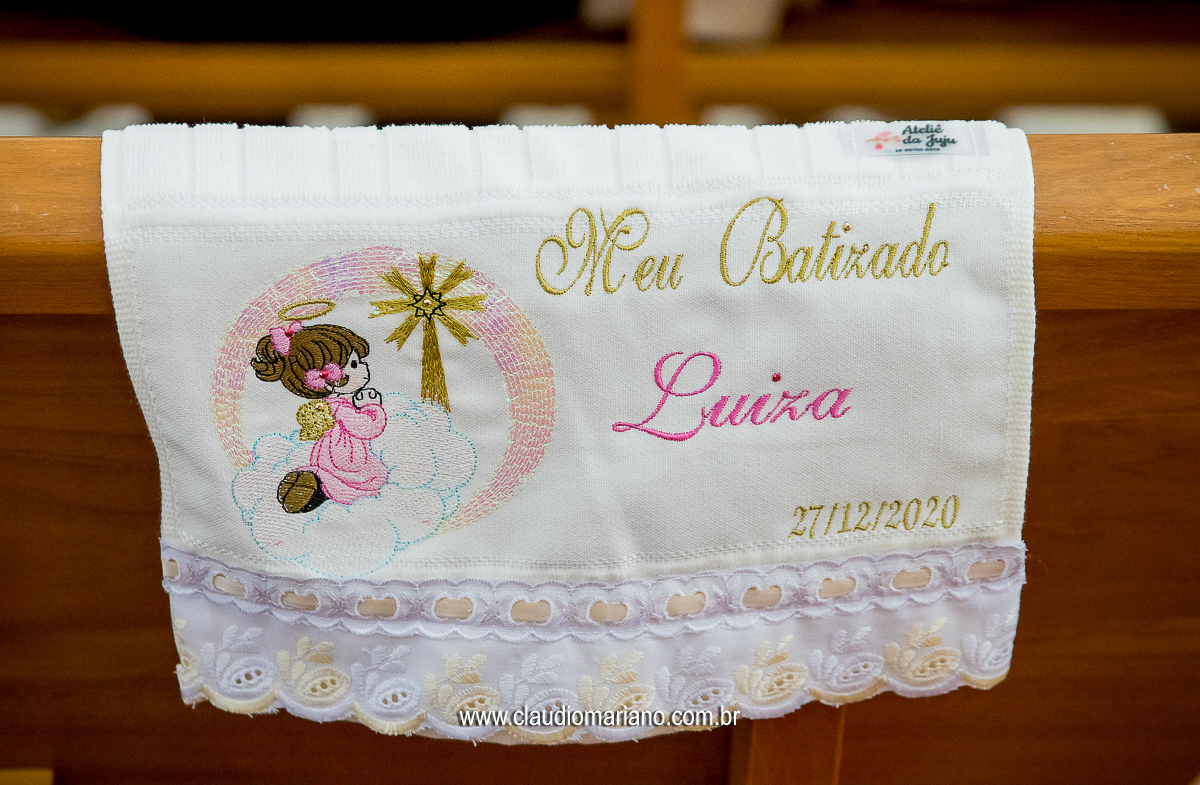 Ateliê
da Juju
Meu Batizado
Luiza
27/12/2020
www.claudiomariano.com.br